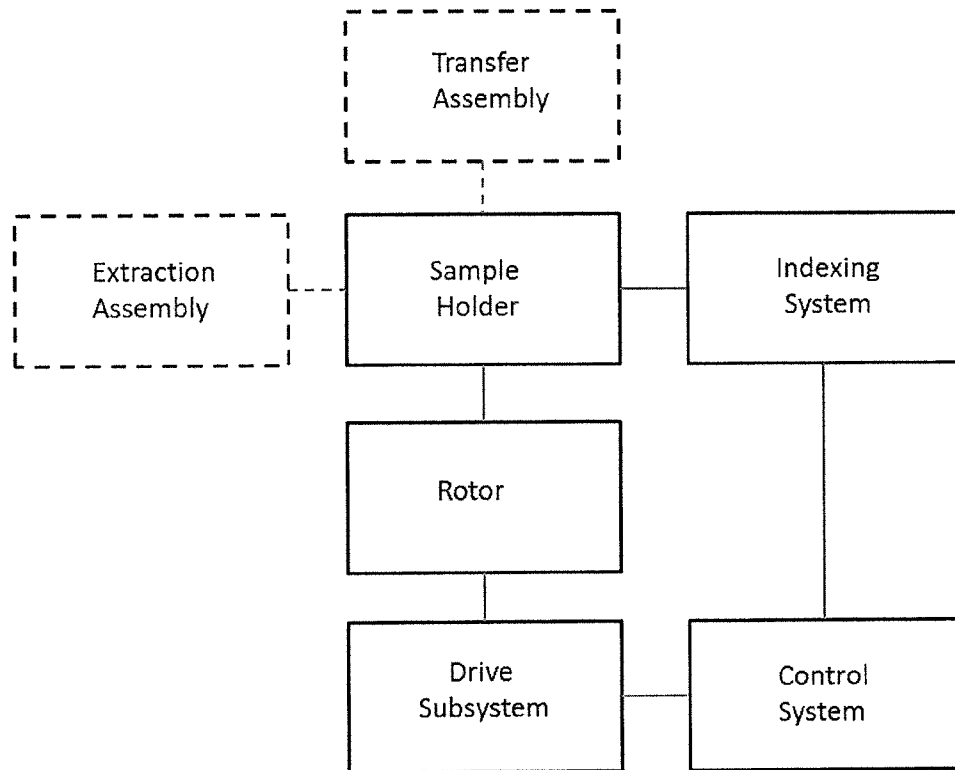 Transfer
Assembly
Extraction
Assembly
Sample
Holder
Indexing
System
Rotor
Drive
Subsystem
Control
System